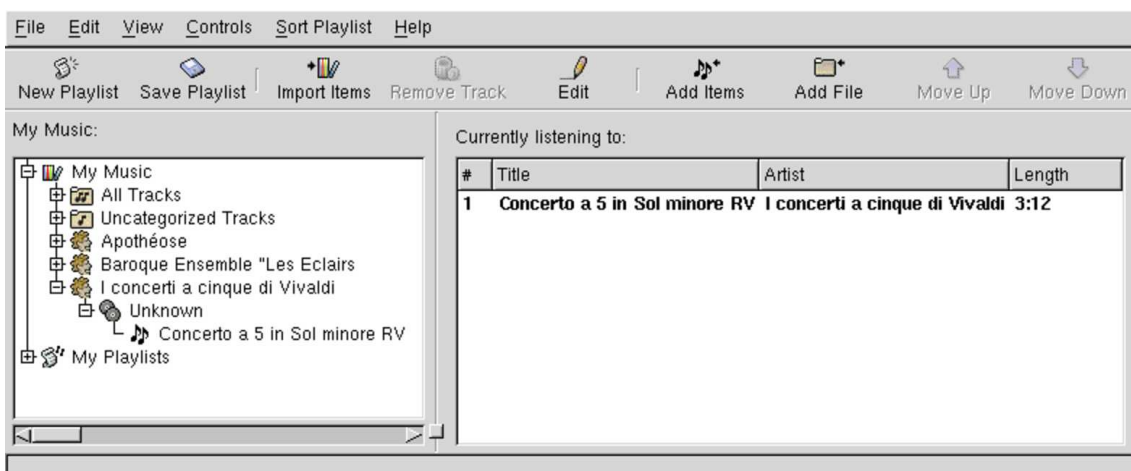 File Edit View Controls Sort Playlist Help
New Playlist Save Playlist Import Items Remove Track Edit Add Items Add File Move Up Move Down
My Music:
My Music
All Tracks
Uncategorized Tracks
Apothéose
Baroque Ensemble "Les Eclairs
I concerti a cinque di Vivaldi
Unknown
Concerto a 5 in Sol minore RV
My Playlists
Currently listening to:
# Title Artist Length
1 Concerto a 5 in Sol minore RV I concerti a cinque di Vivaldi 3:12